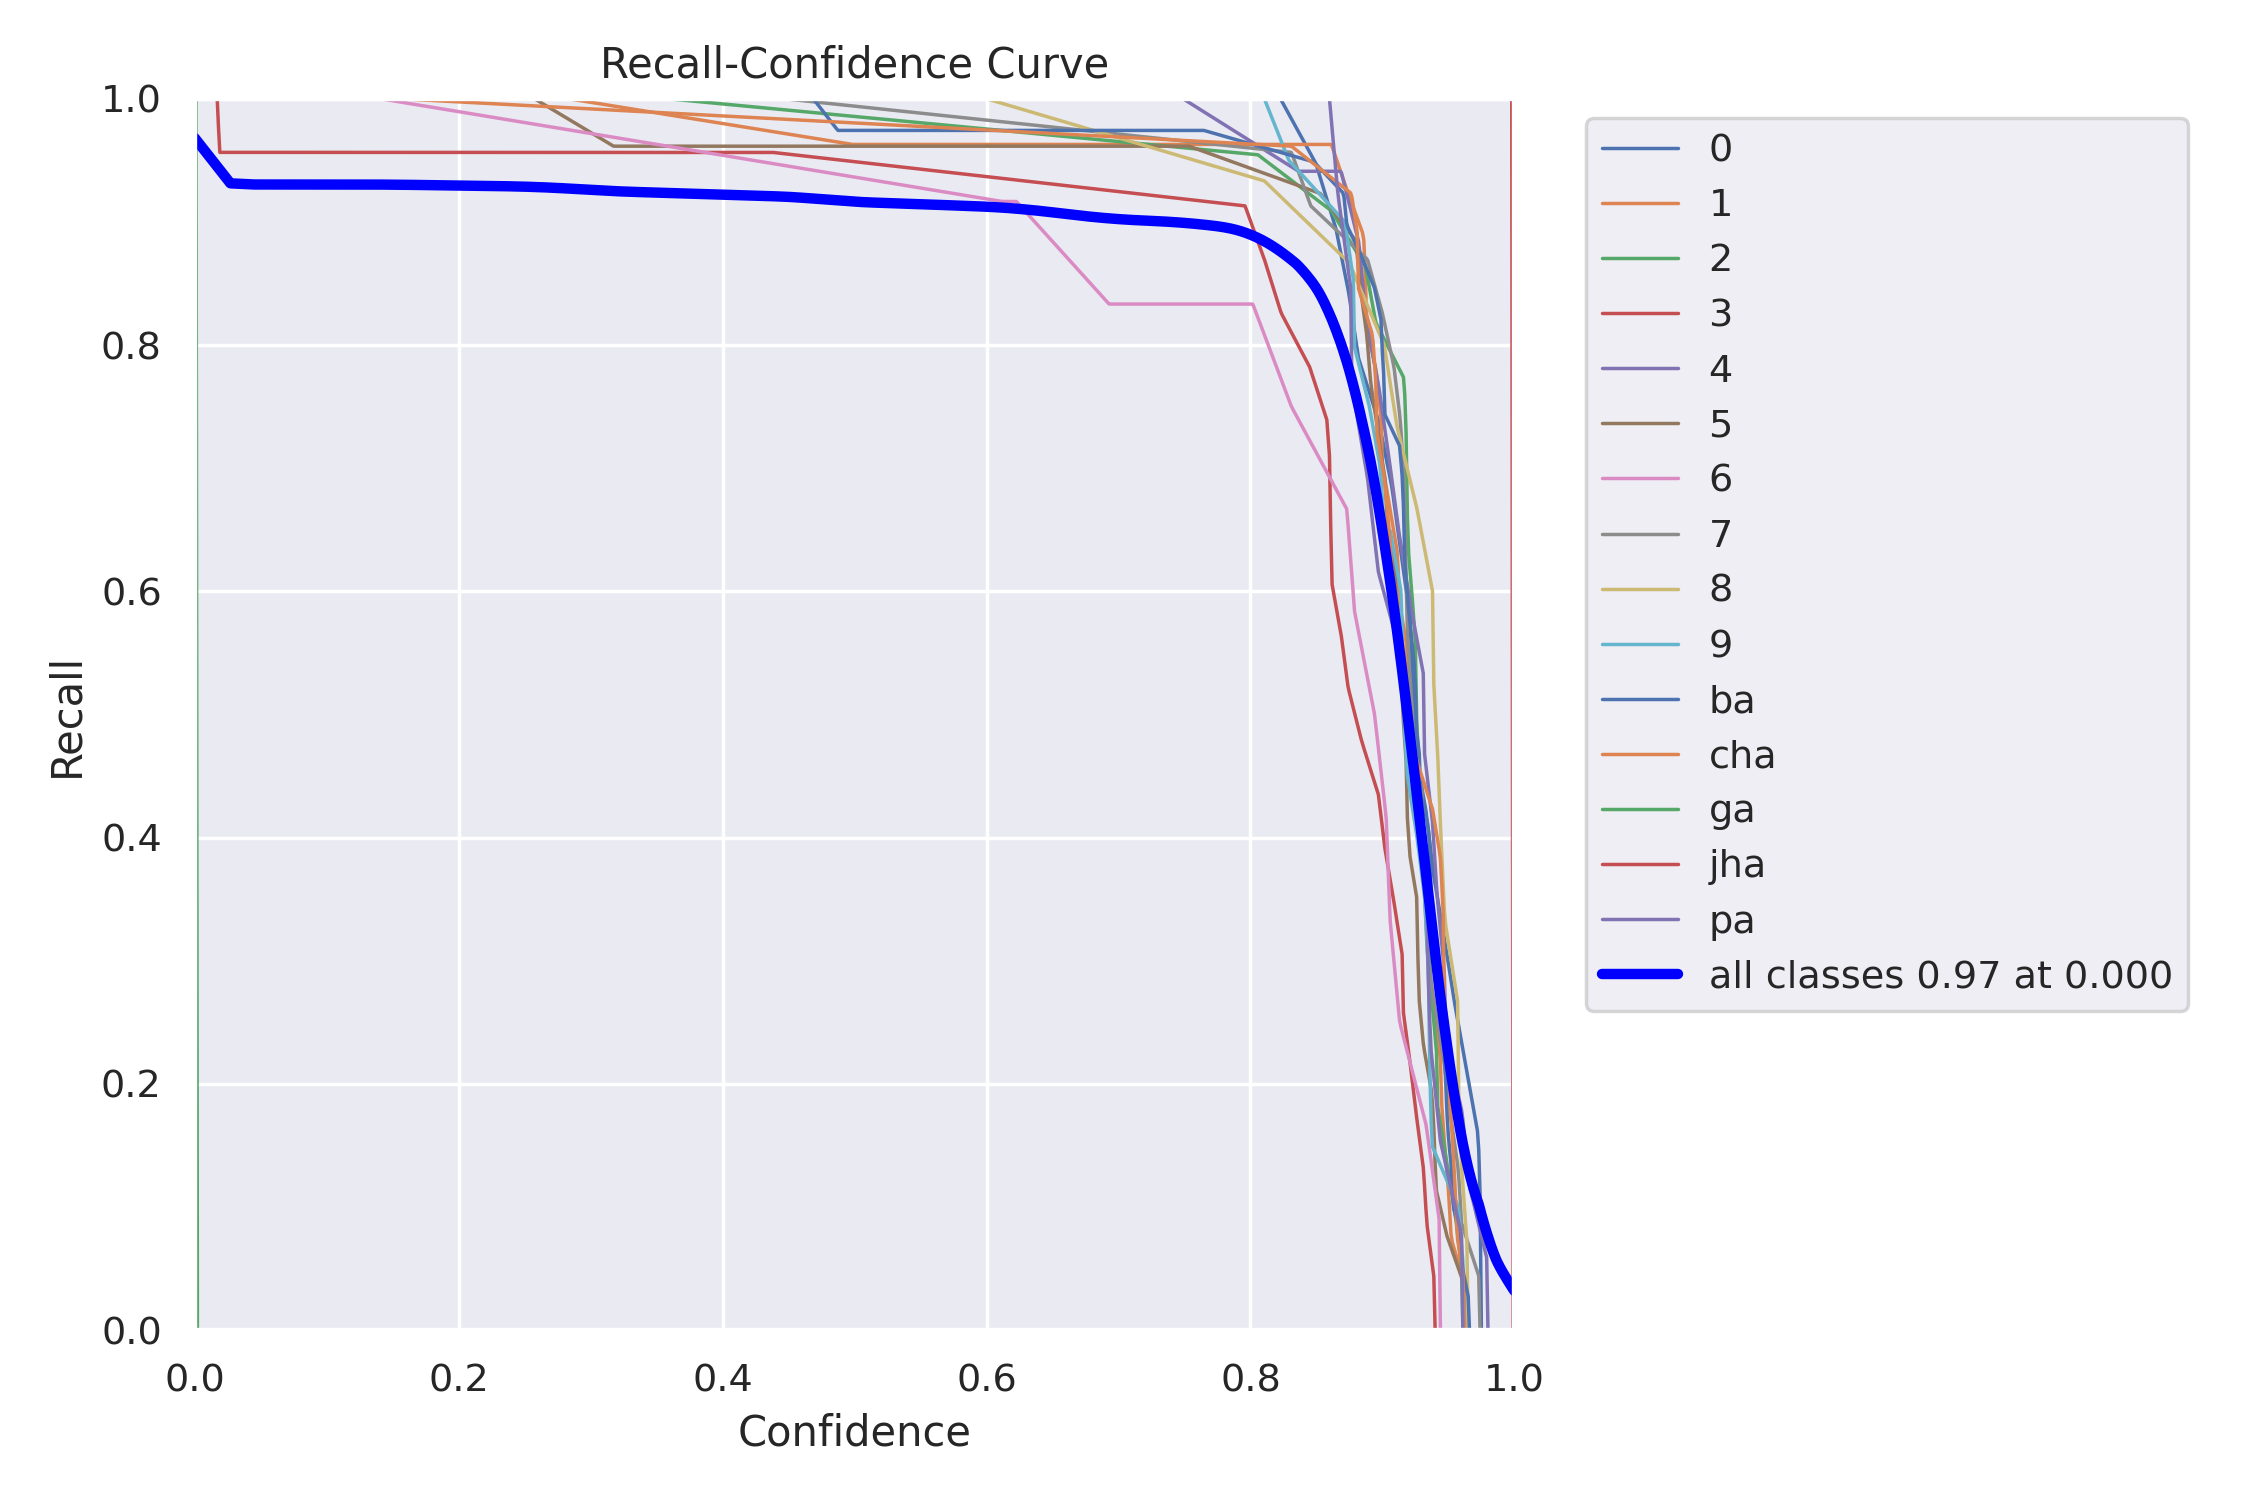 Recall-Confidence Curve
1.0
0.8
0.6
0.4
0.2
0.0
Recall
0.0 0.2 0.4 0.6 0.8 1.0
Confidence
0
1
2
3
4
5
6
7
8
9
ba
cha
ga
jha
pa
all classes 0.97 at 0.000